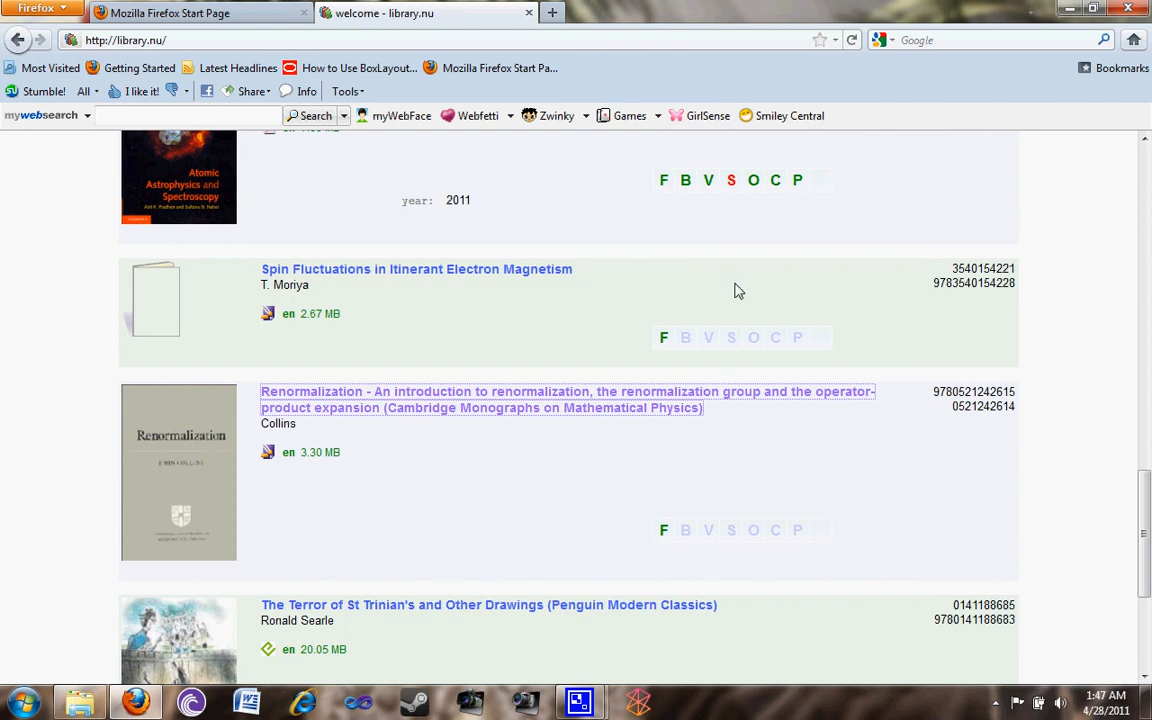 Firefox
Mozilla Firefox Start Page
welcome - library.nu
http://library.nu/
Google
Most Visited
Getting Started
Latest Headlines
How to Use BoxLayout...
Mozilla Firefox Start Pa...
Bookmarks
Stumble!
All
I like it!
Share
Info
Tools
mywebsearch
Search
myWebFace
Webfetti
Zwinky
Games
GirlSense
Smiley Central
Atomic
Astrophysics and
Spectroscopy
F B V S O C P
year: 2011
Spin Fluctuations in Itinerant Electron Magnetism
T. Moriya
en 2.67 MB
3540154221
9783540154228
F B V S O C P
Renormalization - An introduction to renormalization, the renormalization group and the operator-
product expansion (Cambridge Monographs on Mathematical Physics)
Collins
en 3.30 MB
9780521242615
0521242614
Renormalization
JOHN COLLINS
F B V S O C P
The Terror of St Trinian's and Other Drawings (Penguin Modern Classics)
Ronald Searle
en 20.05 MB
0141188685
9780141188683
1:47 AM
4/28/2011